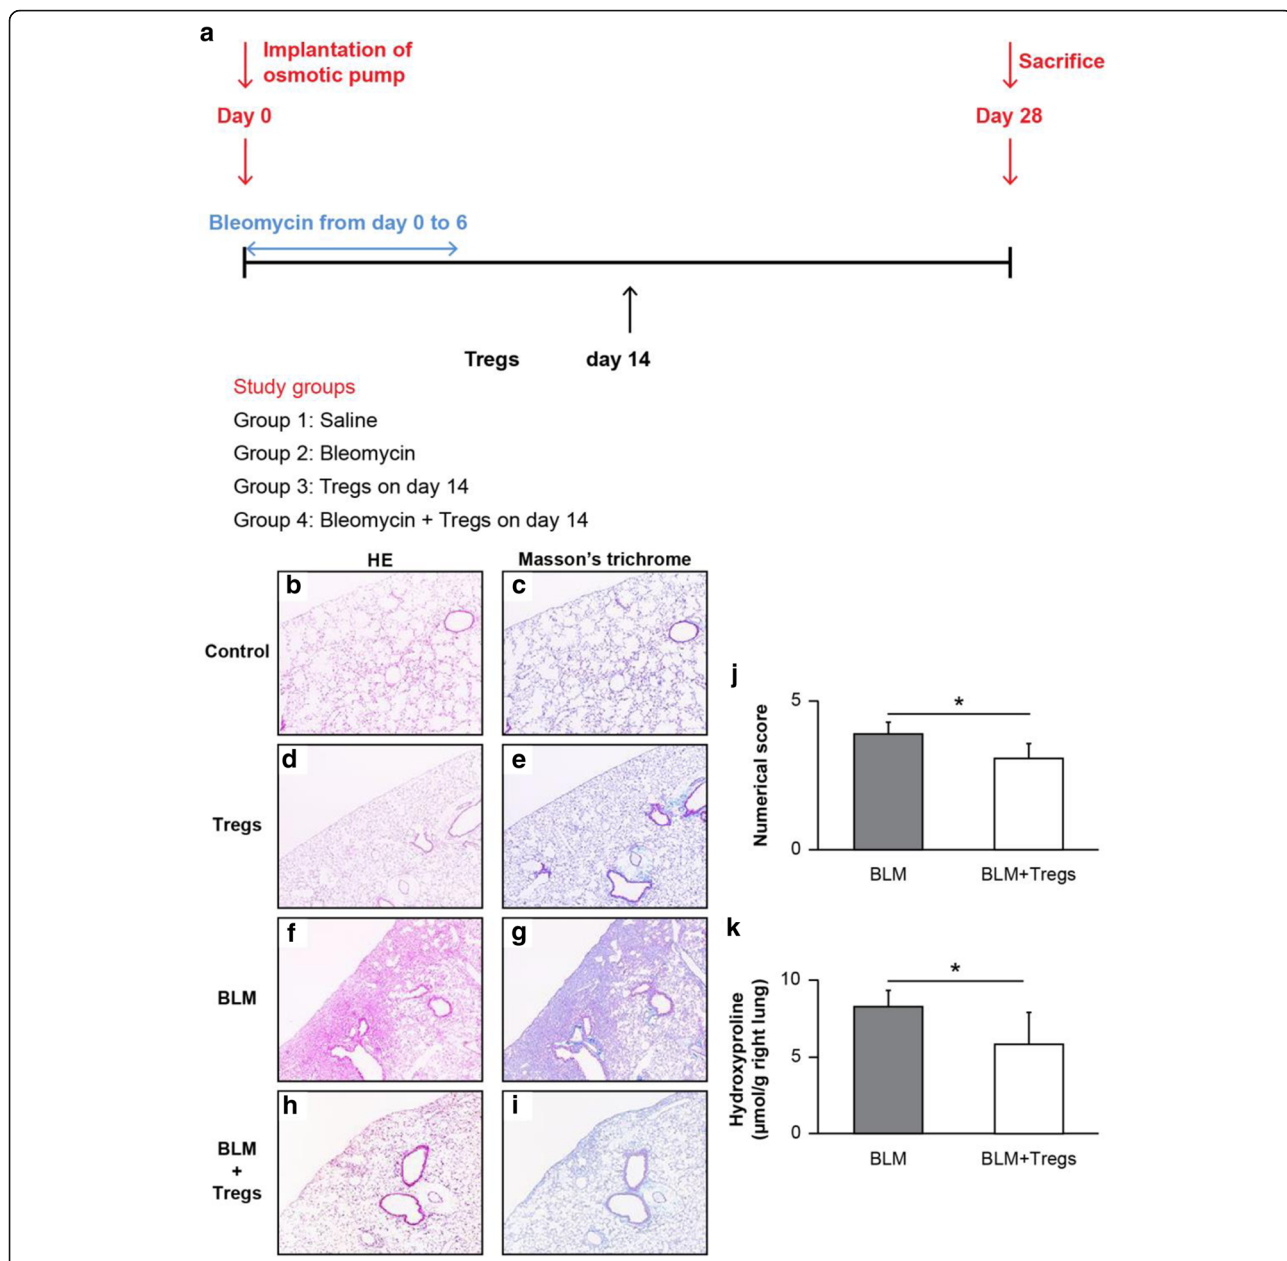 a
Implantation of
osmotic pump
Sacrifice
Day 0
Day 28
Bleomycin from day 0 to 6
Tregs day 14
Study groups
Group 1: Saline
Group 2: Bleomycin
Group 3: Tregs on day 14
Group 4: Bleomycin + Tregs on day 14
HE
Masson's trichrome
Control
b
c
Tregs
d
e
BLM
f
g
BLM
+
Tregs
h
i
j
Numerical score
5
0
*
BLM
BLM+Tregs
k
Hydroxyproline
(µmol/g right lung)
10
5
0
*
BLM
BLM+Tregs